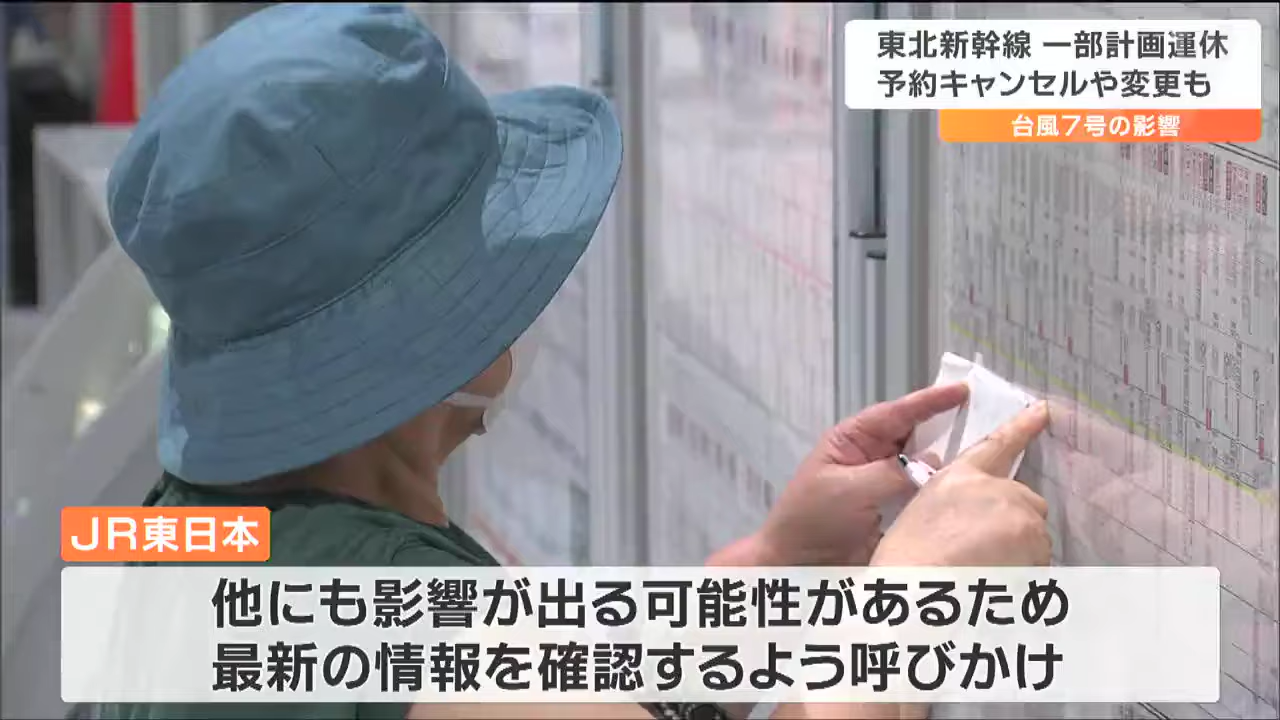 東北新幹線 一部計画運休
予約キャンセルや変更も
台風7号の影響
JR東日本
他にも影響が出る可能性があるため
最新の情報を確認するよう呼びかけ